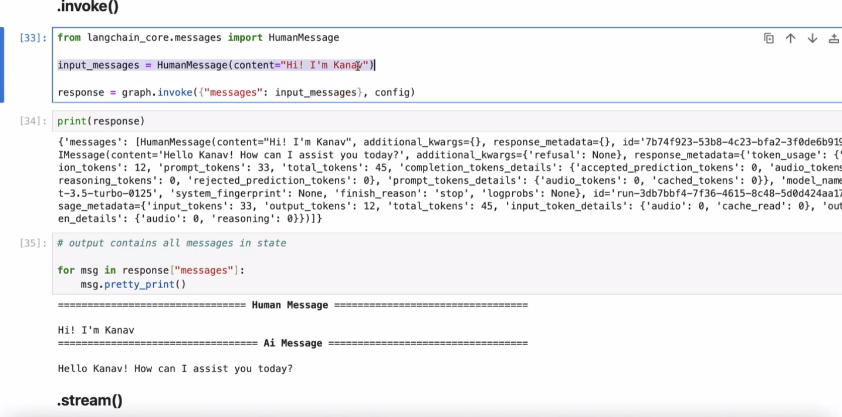 .invoke()
[33]: from langchain_core.messages import HumanMessage
input_messages = HumanMessage(content="Hi! I'm Kanav")
response = graph.invoke({"messages": input_messages}, config)
[34]: print(response)
{'messages': [HumanMessage(content="Hi! I'm Kanav", additional_kwargs={}, response_metadata={}, id='7b74f923-53b8-4c23-bfa2-3f0de6b919
IMessage(content='Hello Kanav! How can I assist you today?', additional_kwargs={'refusal': None}, response_metadata={'token_usage': {'
ion_tokens': 12, 'prompt_tokens': 33, 'total_tokens': 45, 'completion_tokens_details': {'accepted_prediction_tokens': 0, 'audio_tokens
reasoning_tokens': 0, 'rejected_prediction_tokens': 0}, 'prompt_tokens_details': {'audio_tokens': 0, 'cached_tokens': 0}}, 'model_name
t-3.5-turbo-0125', 'system_fingerprint': None, 'finish_reason': 'stop', 'logprobs': None}, id='run-3db7bbf4-7f36-4615-8c48-5d0d424aa17
sage_metadata={'input_tokens': 33, 'output_tokens': 12, 'total_tokens': 45, 'input_token_details': {'audio': 0, 'cache_read': 0}, 'out
en_details': {'audio': 0, 'reasoning': 0}})]}
[35]: # output contains all messages in state
for msg in response["messages"]:
msg.pretty_print()
================================ Human Message =================================
Hi! I'm Kanav
================================== Ai Message ==================================
Hello Kanav! How can I assist you today?
.stream()